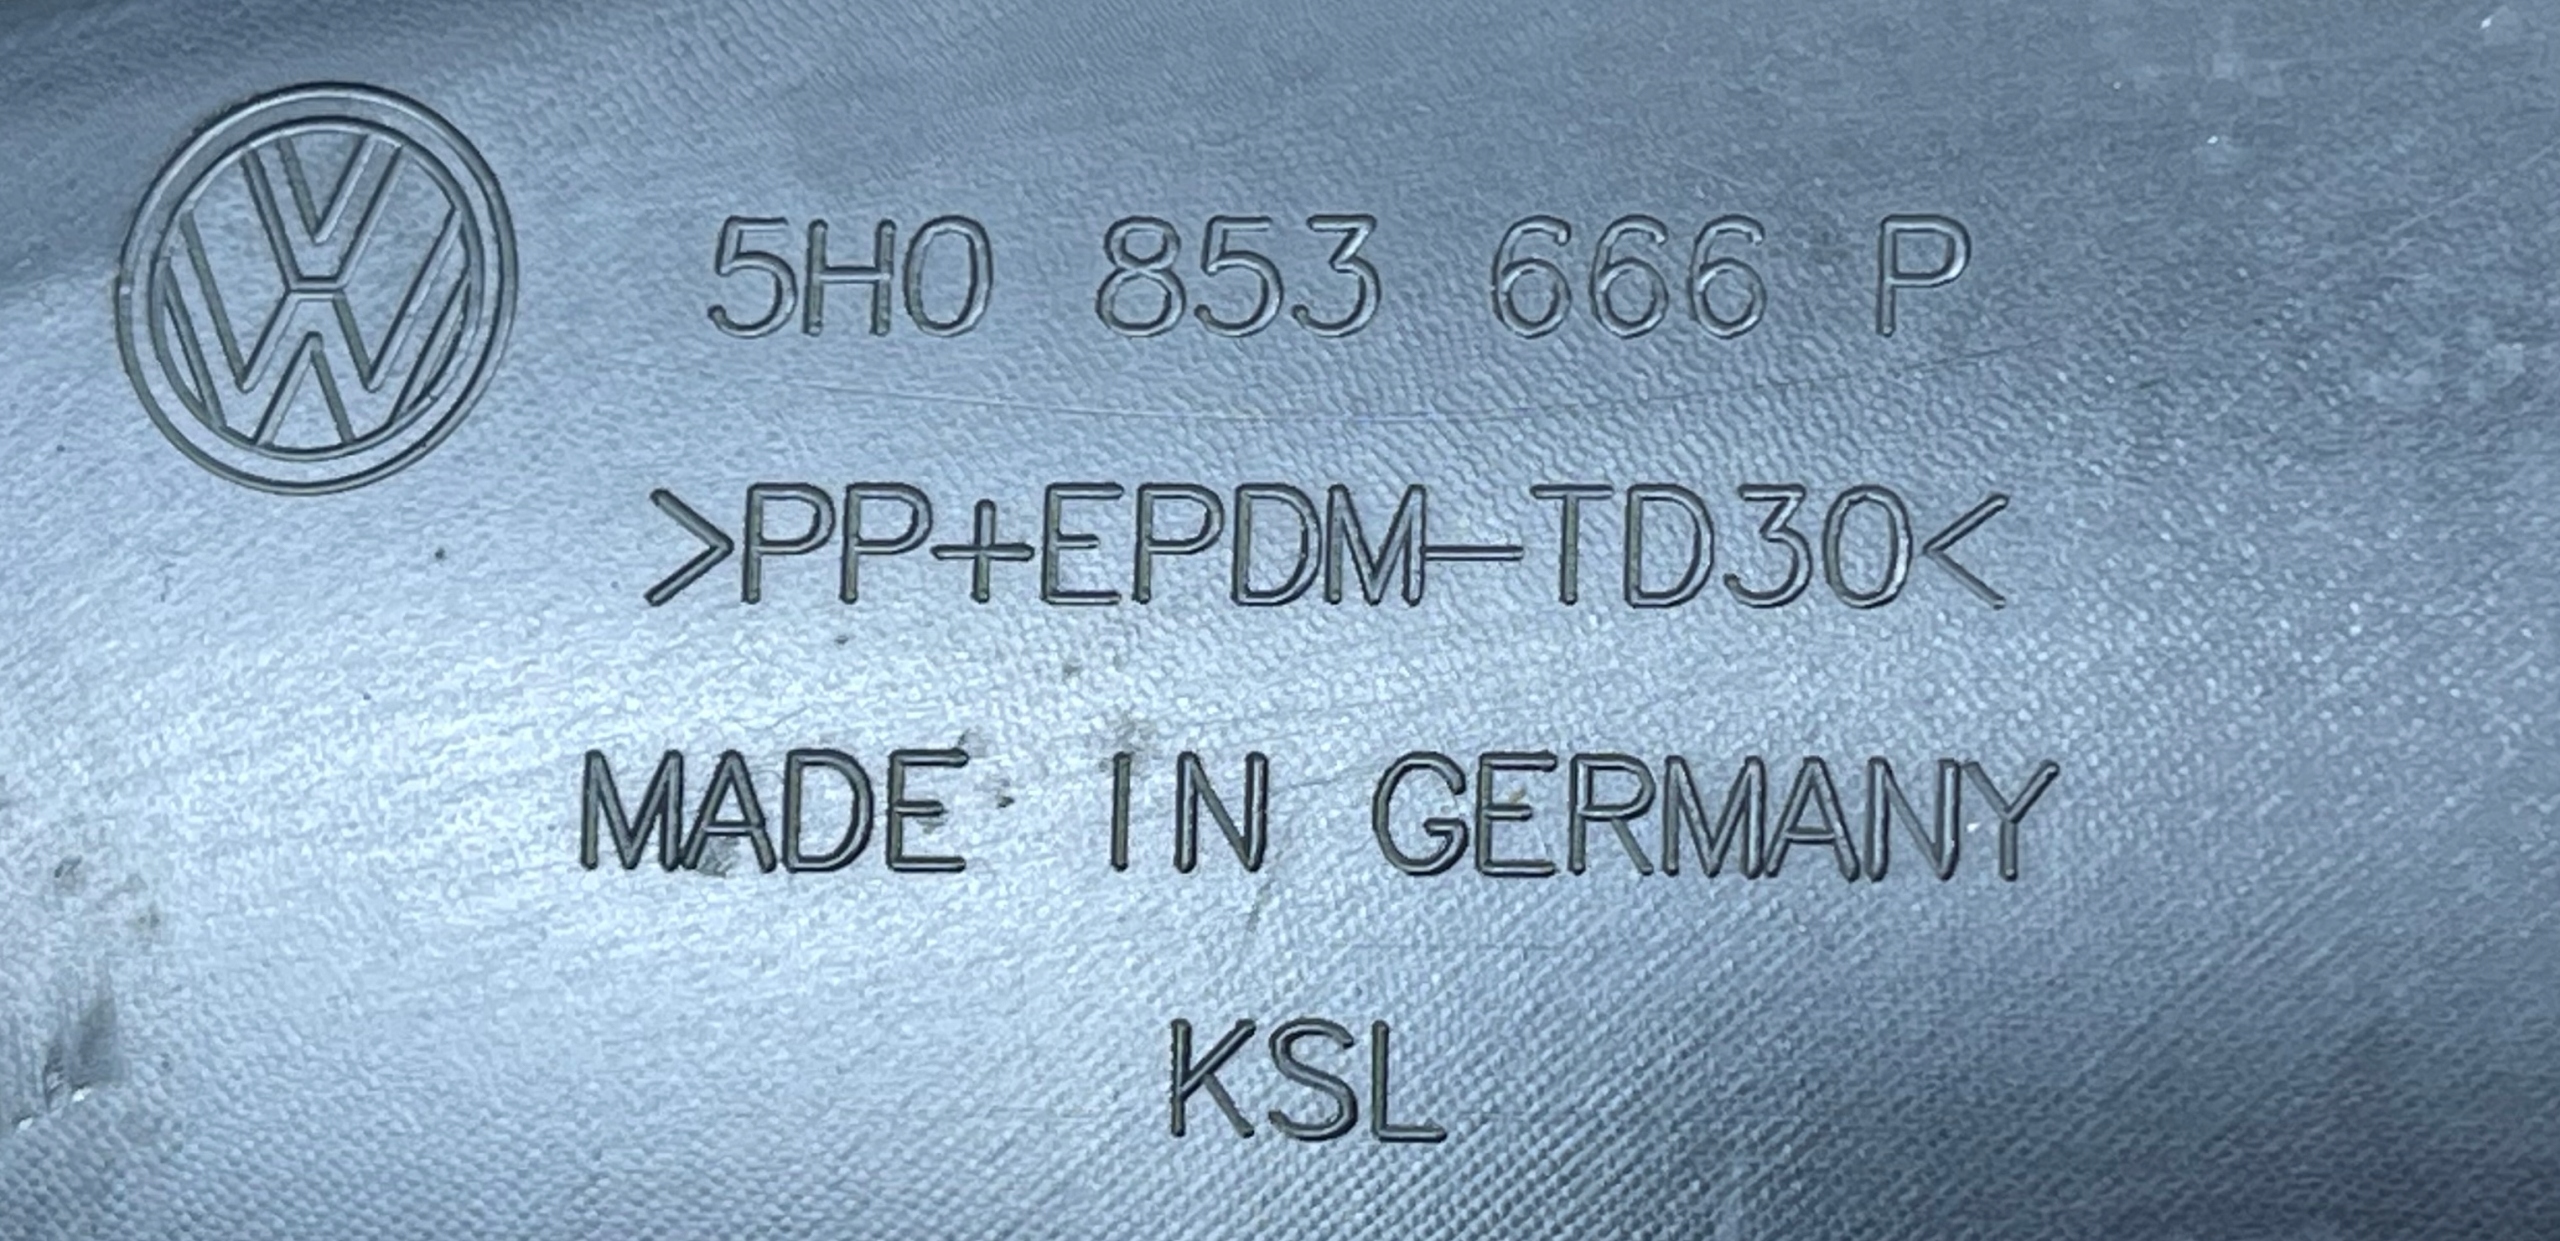 5H0 853 666 P
>PP+EPDM-TD30<
MADE IN GERMANY
KSL